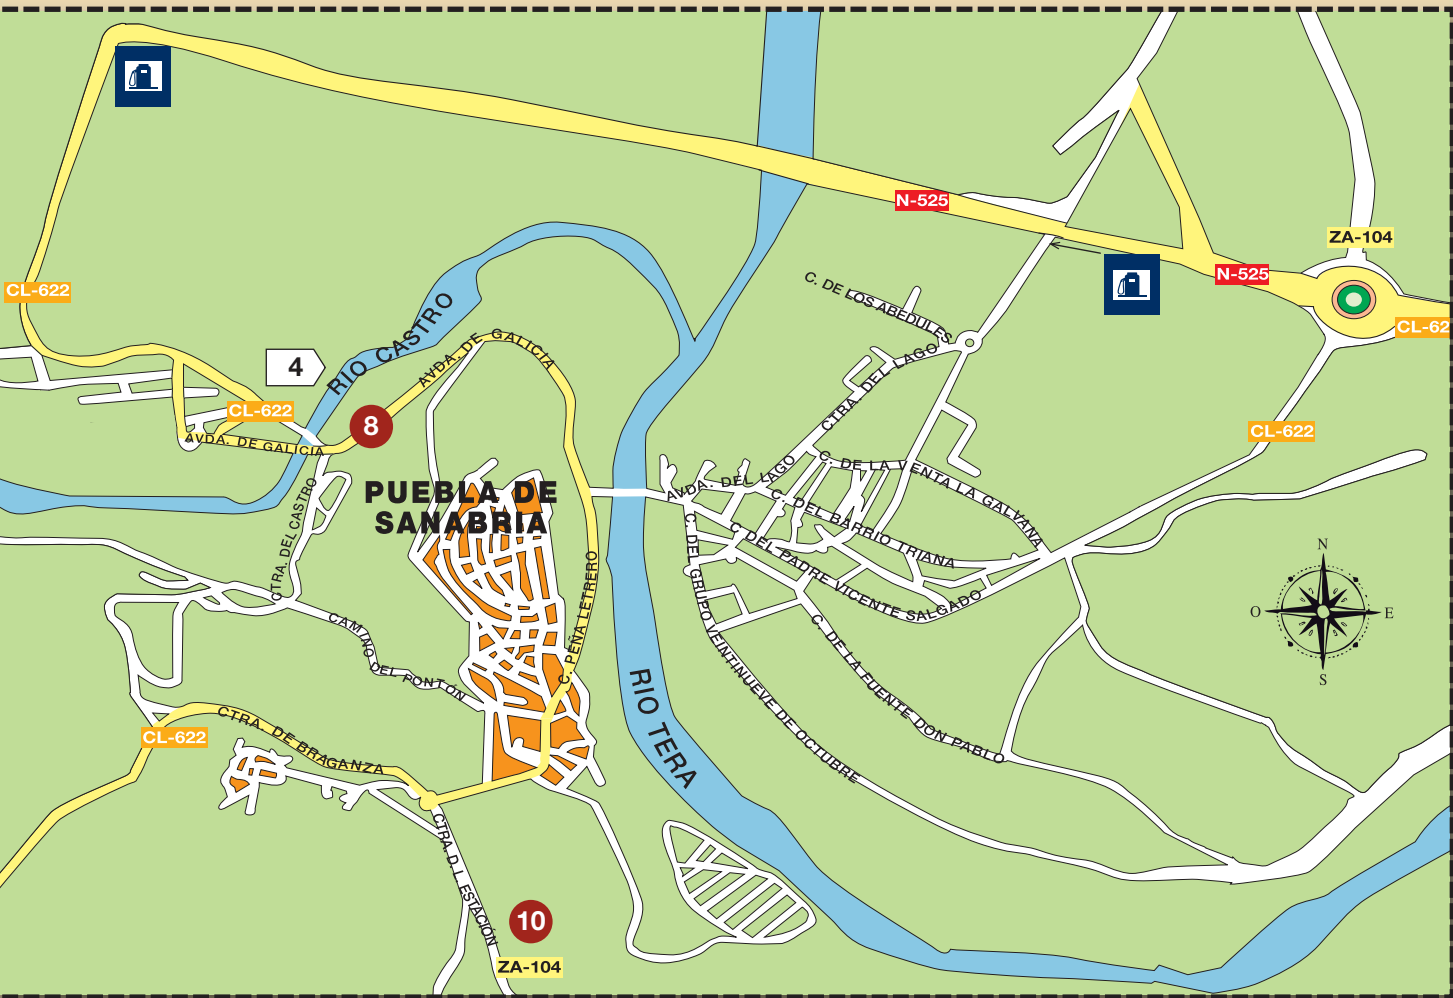 N-525
ZA-104
N-525
CL-622
C. DE LOS ABEDULES
CL-62
RIO CASTRO
4
AVDA. DE GALICIA
CTRA. DEL LAGO
CL-622
8
CL-622
AVDA. DE GALICIA
C. DE LA VENTA LA GALVANA
AVDA. DEL LAGO
PUEBLA DE
SANABRIA
C. DEL BARRIO TRIANA
CTRA. DEL CASTRO
C. DEL PADRE VICENTE SALGADO
C. DEL GRUPO VEINTINUEVE DE OCTUBRE
C. PEÑA LETRERO
N
O
E
S
CAMINO DEL PONTÓN
C. DE LA FUENTE DON PABLO
RIO TERA
CTRA. DE BRAGANZA
CL-622
CTRA. D. L. ESTACIÓN
10
ZA-104